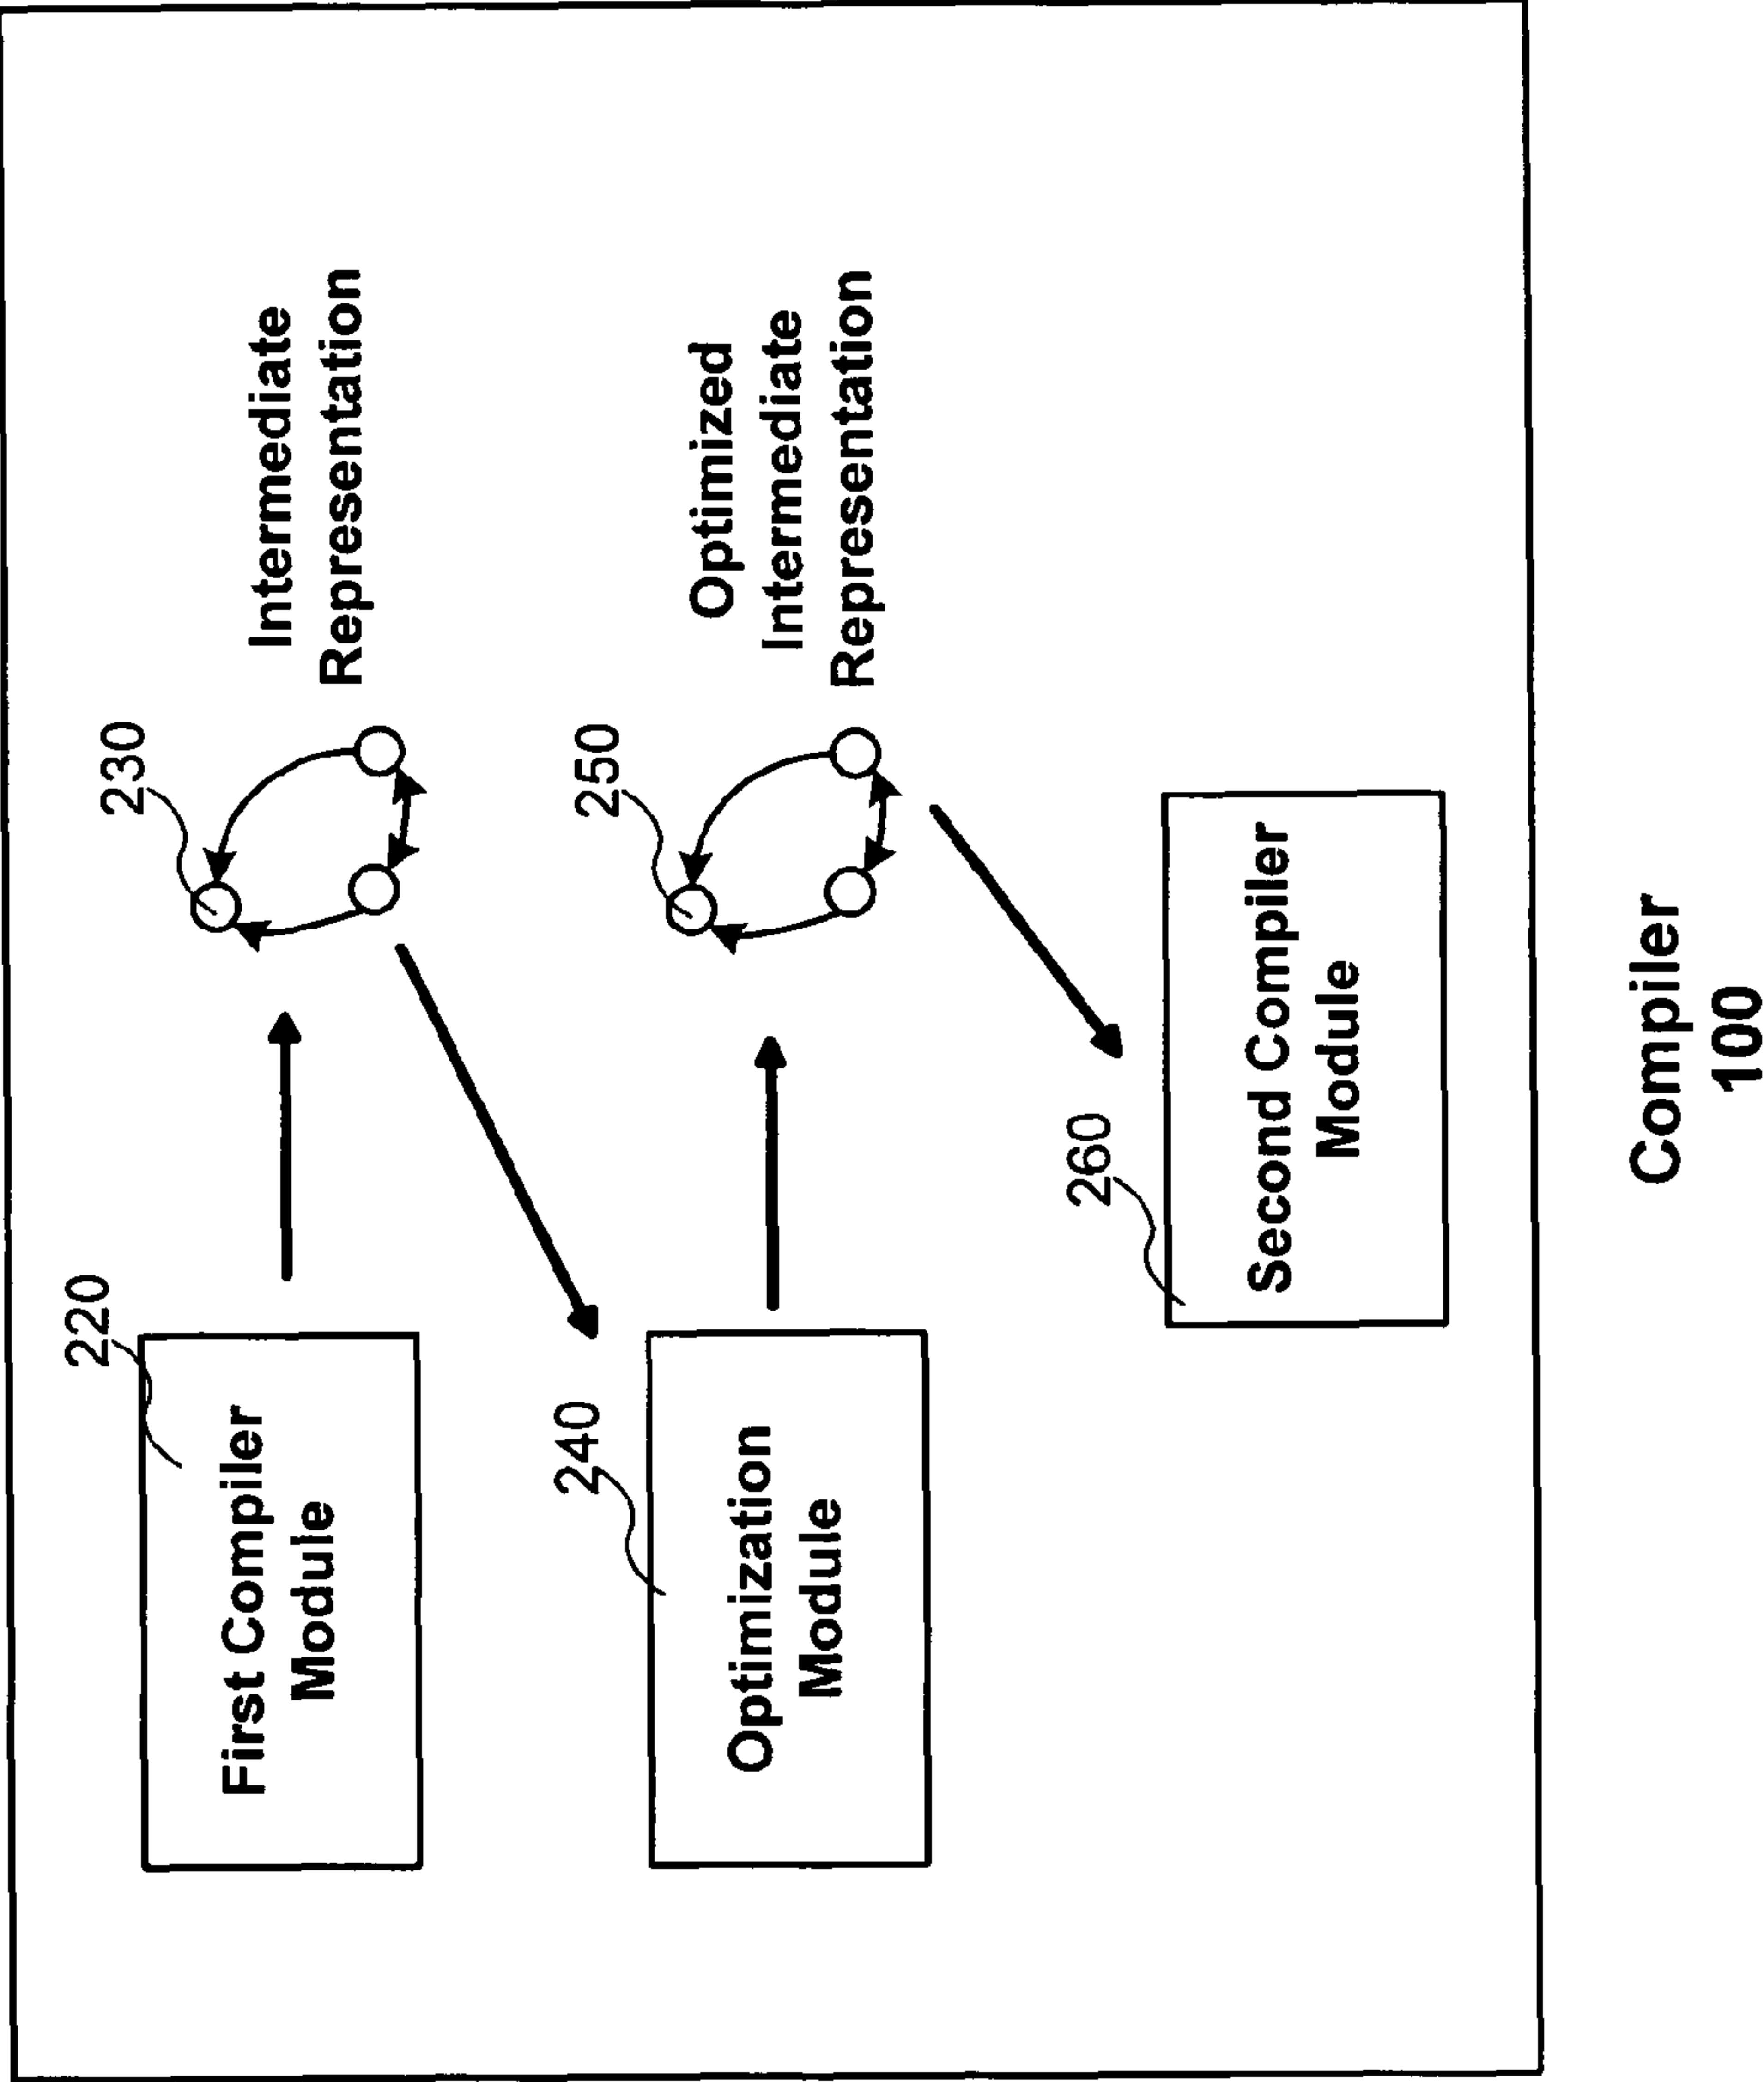 220
First Compiler
Module
230
Intermediate
Representation
240
Optimization
Module
250
Optimized
Intermediate
Representation
260
Second Compiler
Module
Compiler
100